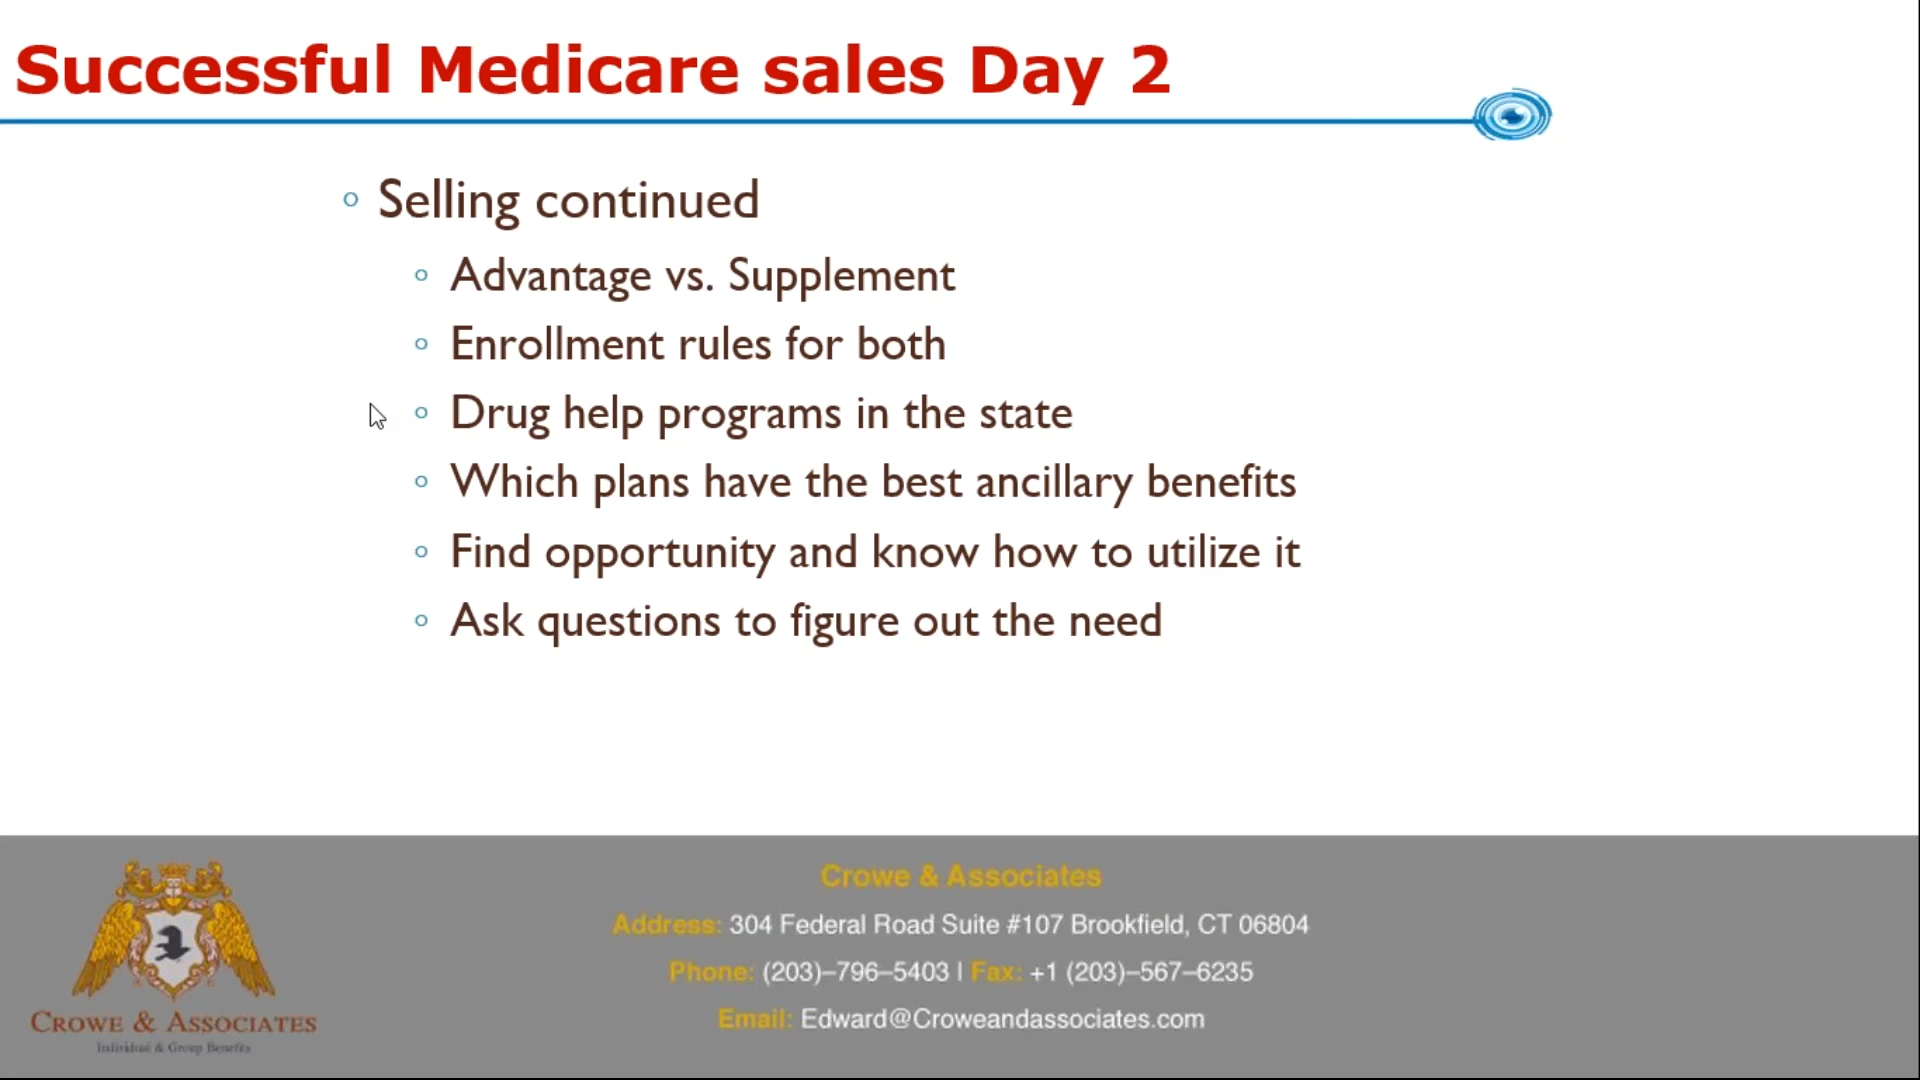 Successful Medicare sales Day 2
Selling continued
Advantage vs. Supplement
Enrollment rules for both
Drug help programs in the state
Which plans have the best ancillary benefits
Find opportunity and know how to utilize it
Ask questions to figure out the need
Crowe & Associates
Address: 304 Federal Road Suite #107 Brookfield, CT 06804
Phone: (203)–796–5403 | Fax: +1 (203)–567–6235
Email: Edward@Croweandassociates.com
CROWE & ASSOCIATES
Individual & Group Benefits